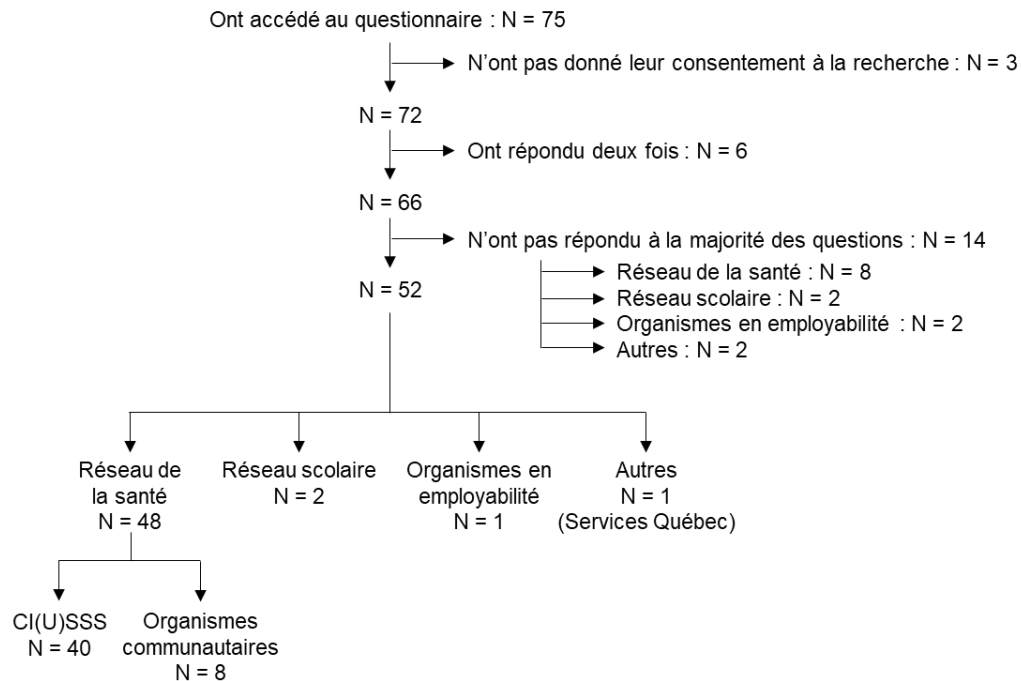 Ont accédé au questionnaire : N = 75
N’ont pas donné leur consentement à la recherche : N = 3
N = 72
Ont répondu deux fois : N = 6
N = 66
N’ont pas répondu à la majorité des questions : N = 14
Réseau de la santé : N = 8
N = 52
Réseau scolaire : N = 2
Organismes en employabilité : N = 2
Autres : N = 2
Réseau de
la santé
N = 48
Réseau scolaire
N = 2
Organismes en
employabilité
N = 1
Autres
N = 1
(Services Québec)
CI(U)SSS
N = 40
Organismes
communautaires
N = 8